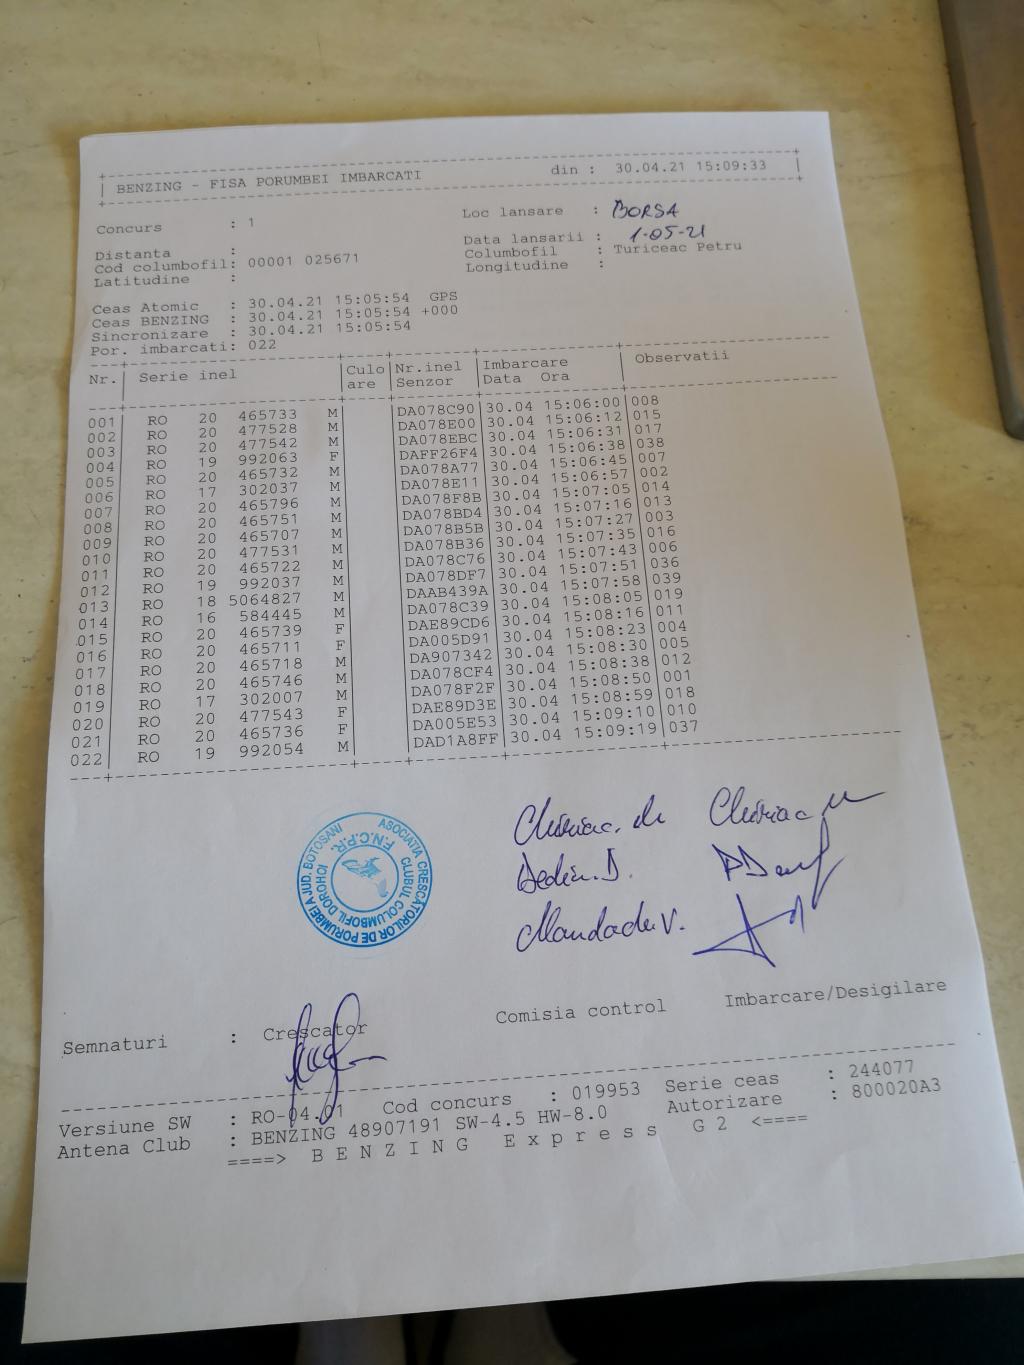 BENZING - FISA PORUMBEI IMBARCATI din : 30.04.21 15:09:33
Concurs : 1 Loc lansare : BORSA
Data lansarii : 1-05-21
Distanta : Columbofil : Turiceac Petru
Cod columbofil: 00001 025671 Longitudine :
Latitudine :
Ceas Atomic : 30.04.21 15:05:54 GPS
Ceas BENZING : 30.04.21 15:05:54 +000
Sincronizare : 30.04.21 15:05:54
Por. imbarcati: 022
Nr. Serie inel Culo Nr.inel Imbarcare Observatii
are Senzor Data Ora
001 RO 20 465733 M DA078C90 30.04 15:06:00 008
002 RO 20 477528 M DA078E00 30.04 15:06:12 015
003 RO 20 477542 M DA078EBC 30.04 15:06:31 017
004 RO 19 992063 F DAFF26F4 30.04 15:06:38 038
005 RO 20 465732 M DA078A77 30.04 15:06:45 007
006 RO 17 302037 M DA078E11 30.04 15:06:57 002
007 RO 20 465796 M DA078F8B 30.04 15:07:05 014
008 RO 20 465751 M DA078BD4 30.04 15:07:16 013
009 RO 20 465707 M DA078B5B 30.04 15:07:27 003
010 RO 20 477531 M DA078B36 30.04 15:07:35 016
011 RO 20 465722 M DA078C76 30.04 15:07:43 006
012 RO 19 992037 M DA078DF7 30.04 15:07:51 036
013 RO 18 5064827 M DAAB439A 30.04 15:07:58 039
014 RO 16 584445 M DA078C39 30.04 15:08:05 019
015 RO 20 465739 F DAE89CD6 30.04 15:08:16 011
016 RO 20 465711 F DA005D91 30.04 15:08:23 004
017 RO 20 465718 M DA907342 30.04 15:08:30 005
018 RO 20 465746 M DA078CF4 30.04 15:08:38 012
019 RO 17 302007 M DA078F2F 30.04 15:08:50 001
020 RO 20 477543 F DAE89D3E 30.04 15:08:59 018
021 RO 20 465736 F DA005E53 30.04 15:09:10 010
022 RO 19 992054 M DAD1A8FF 30.04 15:09:19 037
ASOCIATIA CRESCATORILOR DE PORUMBEI A JUD. BOTOSANI
CLUBUL COLUMBOFIL DOROHOI
F.N.C.P.R.
Semnaturi : Crescator Comisia control Imbarcare/Desigilare
Versiune SW : RO-04.01 Cod concurs : 019953 Serie ceas : 244077
Antena Club : BENZING 48907191 SW-4.5 HW-8.0 Autorizare : 800020A3
====> B E N Z I N G E x p r e s s G 2 <====